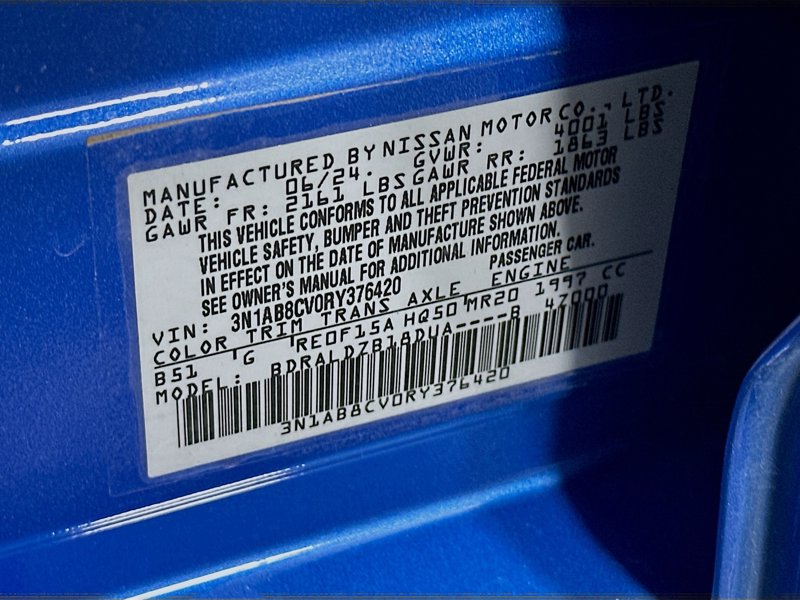 MANUFACTURED BY NISSAN MOTOR CO., LTD.
DATE: 06/24. GVWR: 4001 LBS
GAWR FR: 2161 LBS GAWR RR: 1863 LBS
THIS VEHICLE CONFORMS TO ALL APPLICABLE FEDERAL MOTOR
VEHICLE SAFETY, BUMPER AND THEFT PREVENTION STANDARDS
IN EFFECT ON THE DATE OF MANUFACTURE SHOWN ABOVE.
SEE OWNER'S MANUAL FOR ADDITIONAL INFORMATION.
VIN: 3N1AB8CV0RY376420 PASSENGER CAR.
COLOR TRIM TRANS AXLE ENGINE
B51 'G 'RE0F15A HQ50 MR20 1997 CC
MODEL: BDRALDZB18DUA----B 47000
3N1AB8CV0RY376420